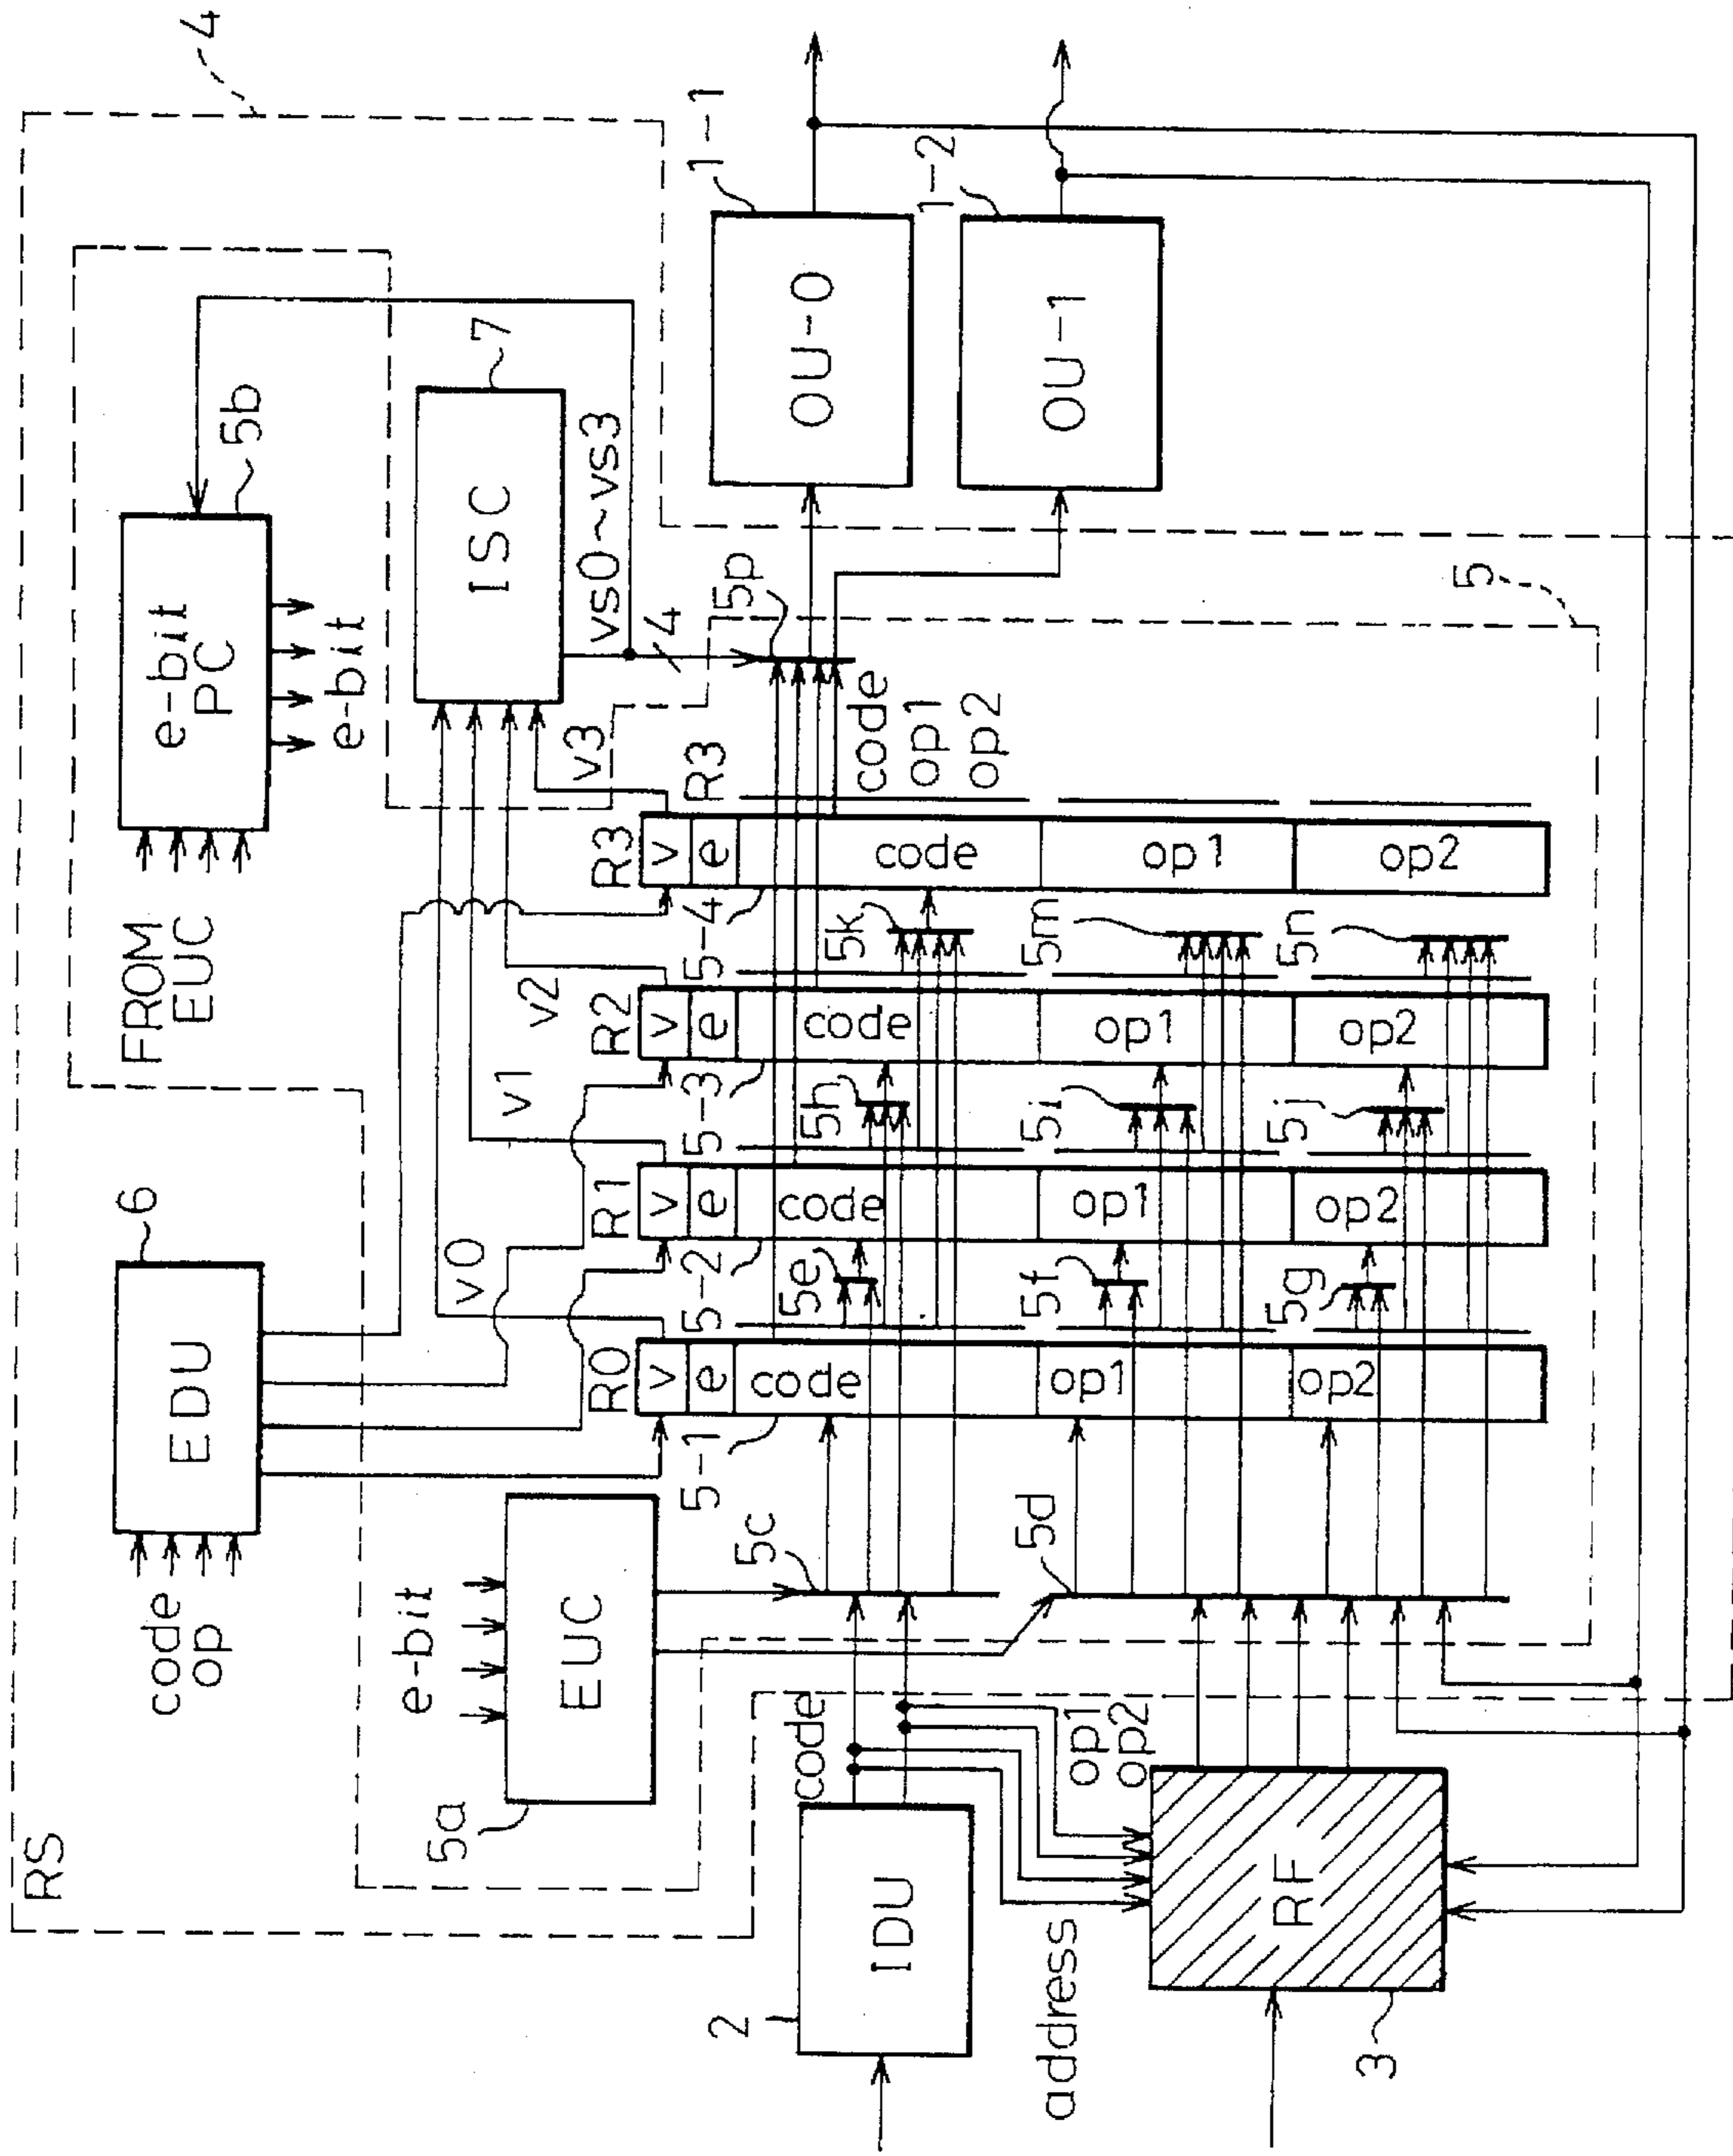 RS
4
EDU
6
code
op
FROM
EUC
e-bit
PC
5b
e-bit
e-bit
EUC
5a
v0
v1
v2
v3
ISC
7
vs0~vs3
4
5p
R0
R1
R2
R3
R3
5-1
5-2
5-3
5-4
v
e
code
op1
op2
v
e
code
op1
op2
v
e
code
op1
op2
v
e
code
op1
op2
code
op1
op2
5c
5d
5e
5f
5g
5h
5i
5j
5k
5m
5n
5
OU-0
1-1
OU-1
1-2
IDU
2
code
op1
op2
address
RF
3